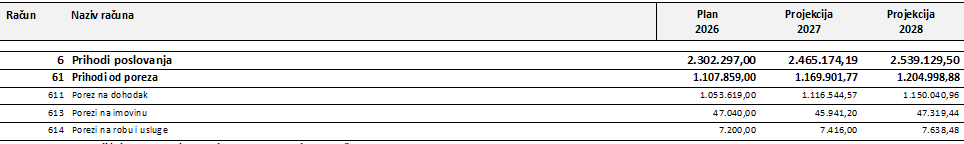 Račun Naziv računa Plan 2026 Projekcija 2027 Projekcija 2028
6 Prihodi poslovanja 2.302.297,00 2.465.174,19 2.539.129,50
61 Prihodi od poreza 1.107.859,00 1.169.901,77 1.204.998,88
611 Porez na dohodak 1.053.619,00 1.116.544,57 1.150.040,96
613 Porezi na imovinu 47.040,00 45.941,20 47.319,44
614 Porezi na robu i usluge 7.200,00 7.416,00 7.638,48